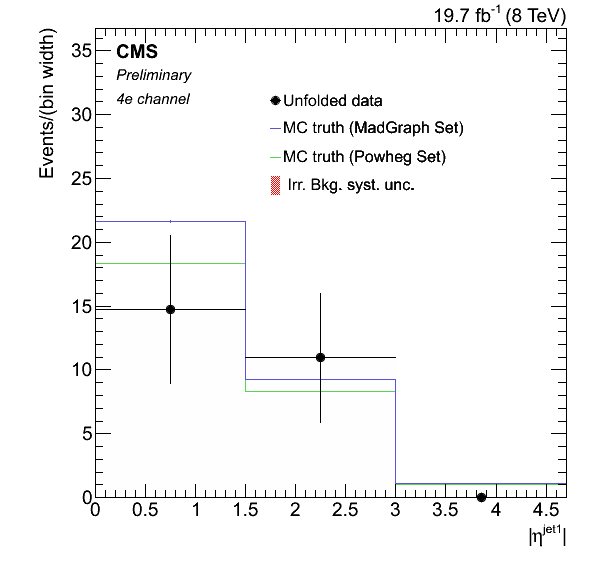 19.7 fb⁻¹ (8 TeV)
CMS
Preliminary
4e channel
Events/(bin width)
Unfolded data
MC truth (MadGraph Set)
MC truth (Powheg Set)
Irr. Bkg. syst. unc.
35
30
25
20
15
10
5
0
0 0.5 1 1.5 2 2.5 3 3.5 4 4.5
|η^jet1|